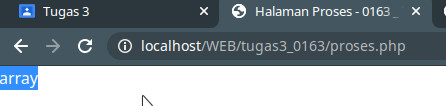 Tugas 3
Halaman Proses - 0163_
localhost/WEB/tugas3_0163/proses.php
array